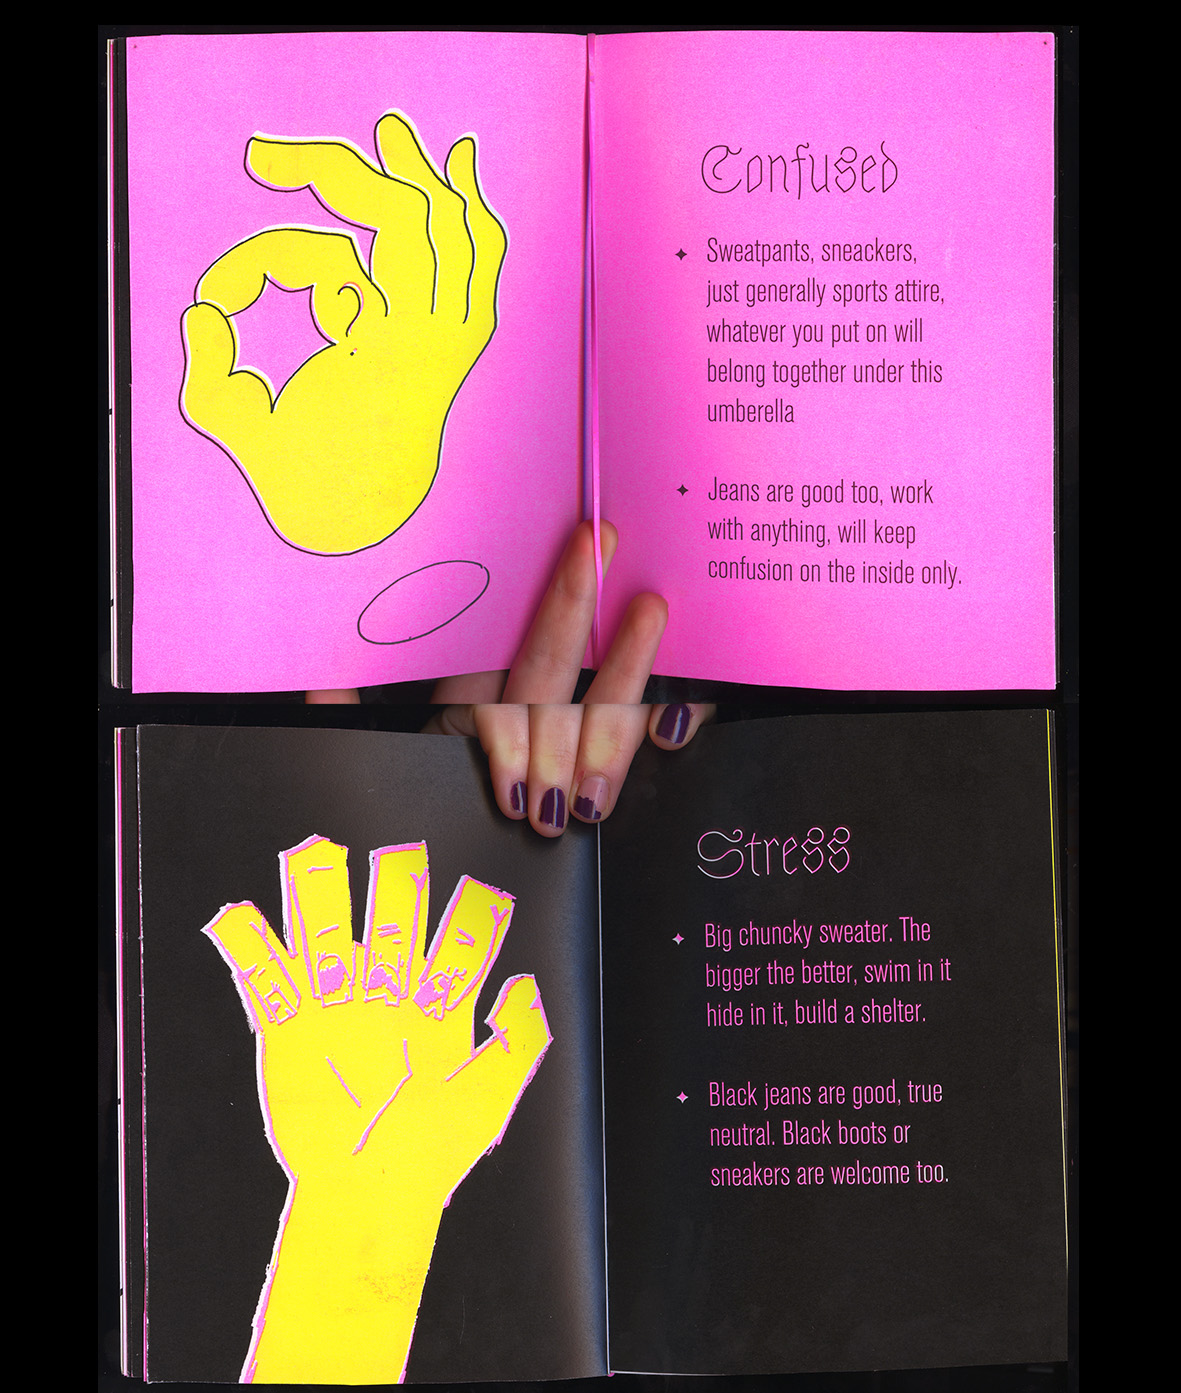 Confused
Sweatpants, sneackers,
just generally sports attire,
whatever you put on will
belong together under this
umberella
Jeans are good too, work
with anything, will keep
confusion on the inside only.
Stress
Big chuncky sweater. The
bigger the better, swim in it
hide in it, build a shelter.
Black jeans are good, true
neutral. Black boots or
sneakers are welcome too.